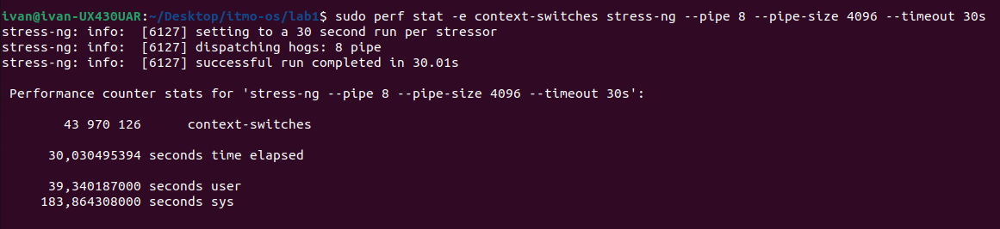 ivan@ivan-UX430UAR:~/Desktop/itmo-os/lab1$ sudo perf stat -e context-switches stress-ng --pipe 8 --pipe-size 4096 --timeout 30s
stress-ng: info:  [6127] setting to a 30 second run per stressor
stress-ng: info:  [6127] dispatching hogs: 8 pipe
stress-ng: info:  [6127] successful run completed in 30.01s
Performance counter stats for 'stress-ng --pipe 8 --pipe-size 4096 --timeout 30s':
43 970 126      context-switches
30,030495394 seconds time elapsed
39,340187000 seconds user
183,864308000 seconds sys